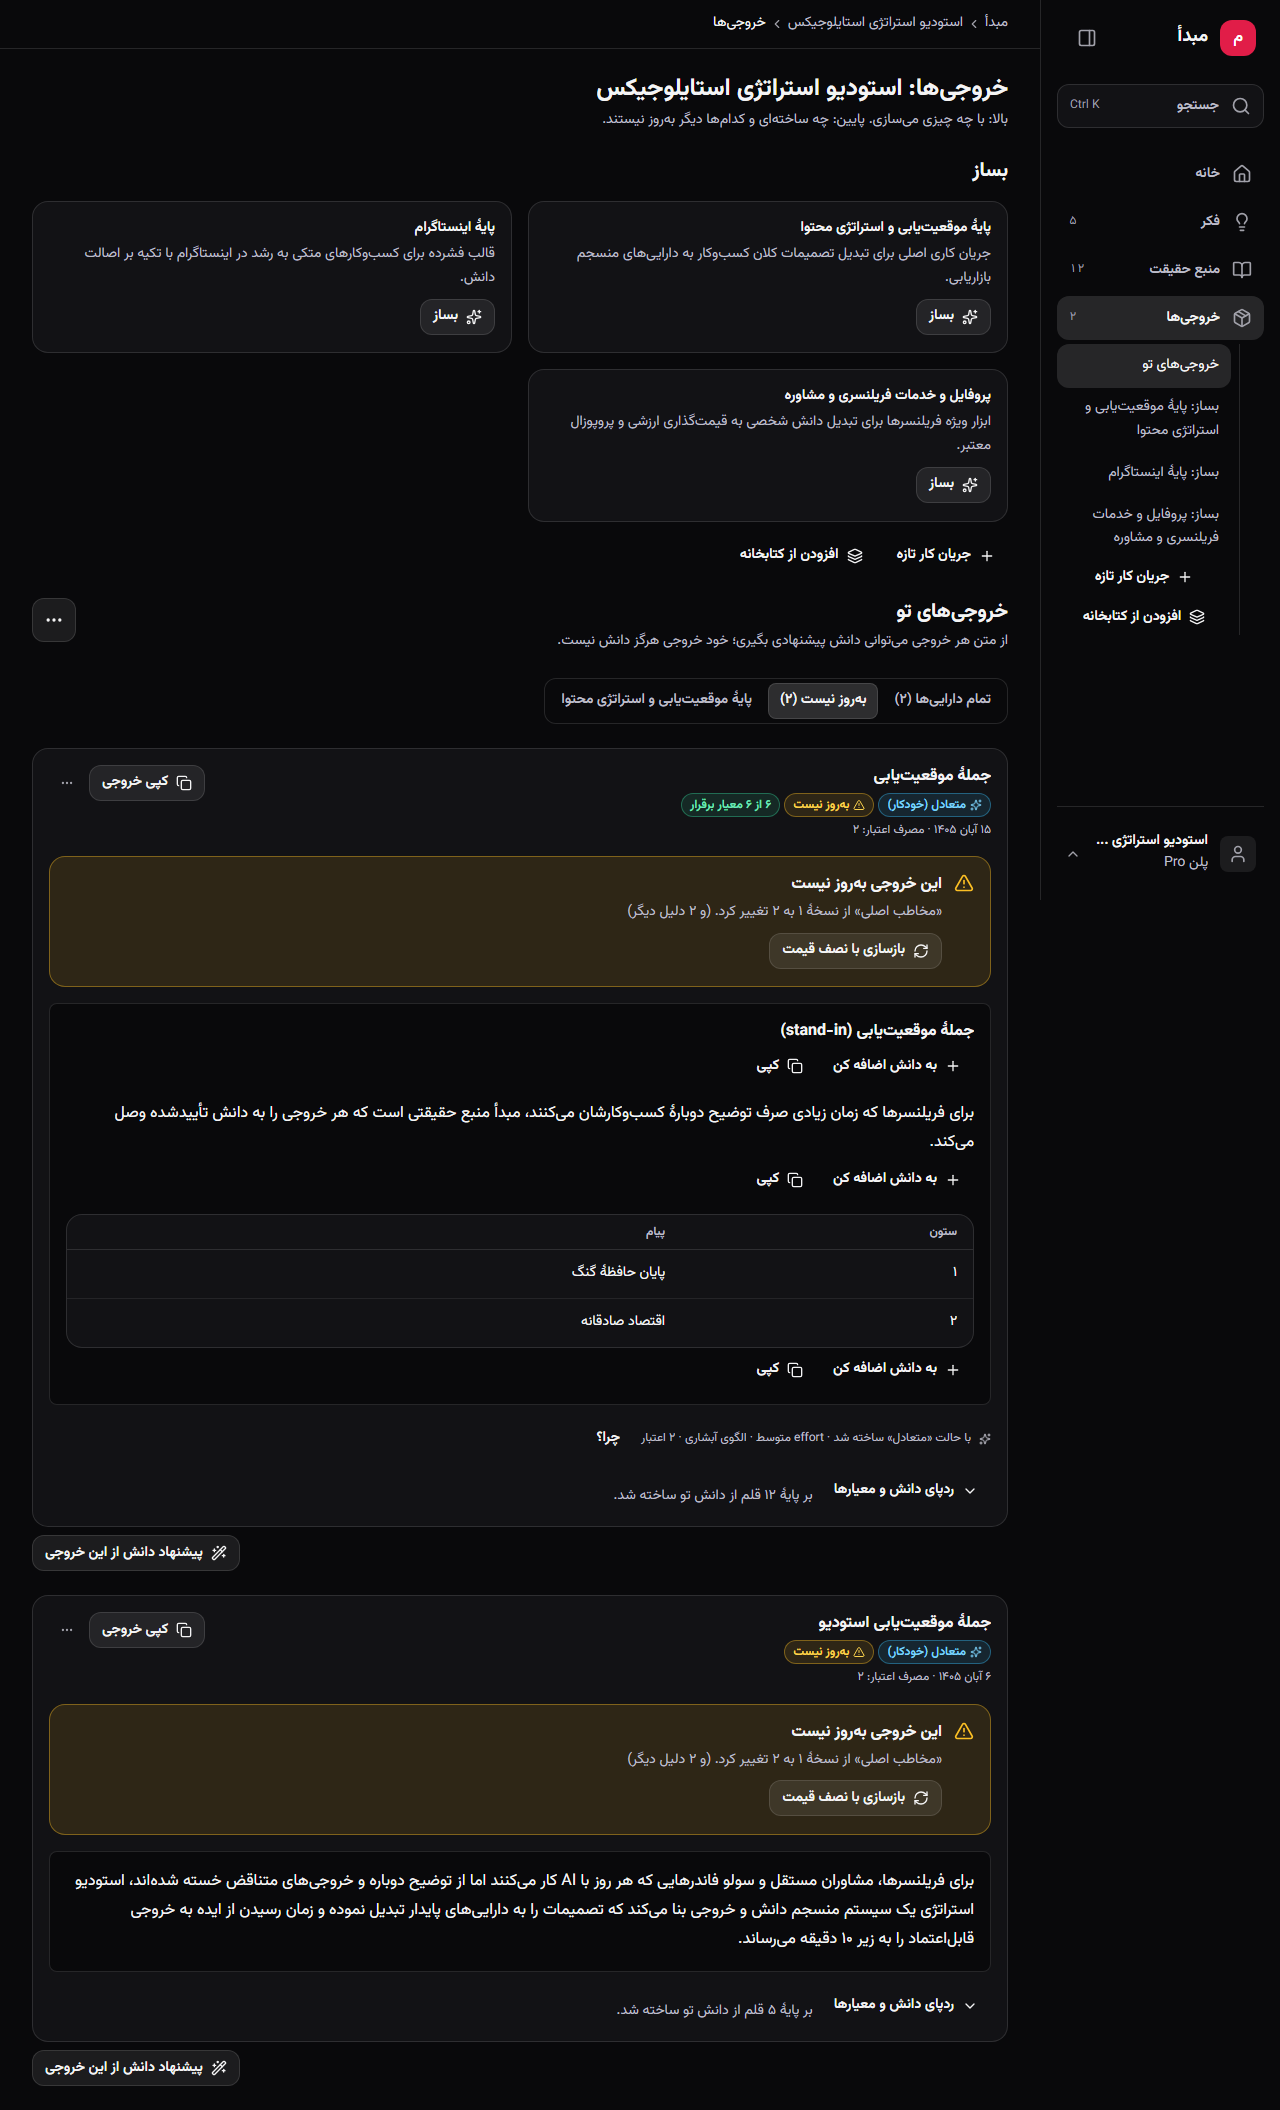 م
مبدأ
جستجو
Ctrl K
خانه
فکر
۵
منبع حقیقت
۱۲
خروجی‌ها
۲
خروجی‌های تو
بساز: پایهٔ موقعیت‌یابی و
استراتژی محتوا
بساز: پایهٔ اینستاگرام
بساز: پروفایل و خدمات
فریلنسری و مشاوره
جریان کار تازه
افزودن از کتابخانه
استودیو استراتژی ...
پلن Pro
مبدأ › استودیو استراتژی استایلوجیکس › خروجی‌ها
خروجی‌ها: استودیو استراتژی استایلوجیکس
بالا: با چه چیزی می‌سازی. پایین: چه ساخته‌ای و کدام‌ها دیگر به‌روز نیستند.
بساز
پایهٔ موقعیت‌یابی و استراتژی محتوا
جریان کاری اصلی برای تبدیل تصمیمات کلان کسب‌وکار به دارایی‌های منسجم
بازاریابی.
بساز
پایهٔ اینستاگرام
قالب فشرده برای کسب‌وکارهای متکی به رشد در اینستاگرام با تکیه بر اصالت
دانش.
بساز
پروفایل و خدمات فریلنسری و مشاوره
ابزار ویژه فریلنسرها برای تبدیل دانش شخصی به قیمت‌گذاری ارزشی و پروپوزال
معتبر.
بساز
جریان کار تازه
افزودن از کتابخانه
خروجی‌های تو
از متن هر خروجی می‌توانی دانش پیشنهادی بگیری؛ خود خروجی هرگز دانش نیست.
تمام دارایی‌ها (۲)
به‌روز نیست (۲)
پایهٔ موقعیت‌یابی و استراتژی محتوا
جملهٔ موقعیت‌یابی
کپی خروجی
متعادل (خودکار)
به‌روز نیست
۶ از ۶ معیار برقرار
۱۵ آبان ۱۴۰۵ · مصرف اعتبار: ۲
این خروجی به‌روز نیست
«مخاطب اصلی» از نسخهٔ ۱ به ۲ تغییر کرد. (و ۲ دلیل دیگر)
بازسازی با نصف قیمت
جملهٔ موقعیت‌یابی (stand-in)
به دانش اضافه کن
کپی
برای فریلنسرها که زمان زیادی صرف توضیح دوبارهٔ کسب‌وکارشان می‌کنند، مبدأ منبع حقیقتی است که هر خروجی را به دانش تأییدشده وصل
می‌کند.
به دانش اضافه کن
کپی
ستون
پیام
۱
پایان حافظهٔ گنگ
۲
اقتصاد صادقانه
به دانش اضافه کن
کپی
با حالت «متعادل» ساخته شد · effort متوسط · الگوی آبشاری · ۲ اعتبار
چرا؟
ردپای دانش و معیارها
بر پایهٔ ۱۲ قلم از دانش تو ساخته شد.
پیشنهاد دانش از این خروجی
جملهٔ موقعیت‌یابی استودیو
کپی خروجی
متعادل (خودکار)
به‌روز نیست
۶ آبان ۱۴۰۵ · مصرف اعتبار: ۲
این خروجی به‌روز نیست
«مخاطب اصلی» از نسخهٔ ۱ به ۲ تغییر کرد. (و ۲ دلیل دیگر)
بازسازی با نصف قیمت
برای فریلنسرها، مشاوران مستقل و سولو فاندرهایی که هر روز با AI کار می‌کنند اما از توضیح دوباره و خروجی‌های متناقض خسته شده‌اند، استودیو
استراتژی یک سیستم منسجم دانش و خروجی بنا می‌کند که تصمیمات را به دارایی‌های پایدار تبدیل نموده و زمان رسیدن از ایده به خروجی
قابل‌اعتماد را به زیر ۱۰ دقیقه می‌رساند.
ردپای دانش و معیارها
بر پایهٔ ۵ قلم از دانش تو ساخته شد.
پیشنهاد دانش از این خروجی